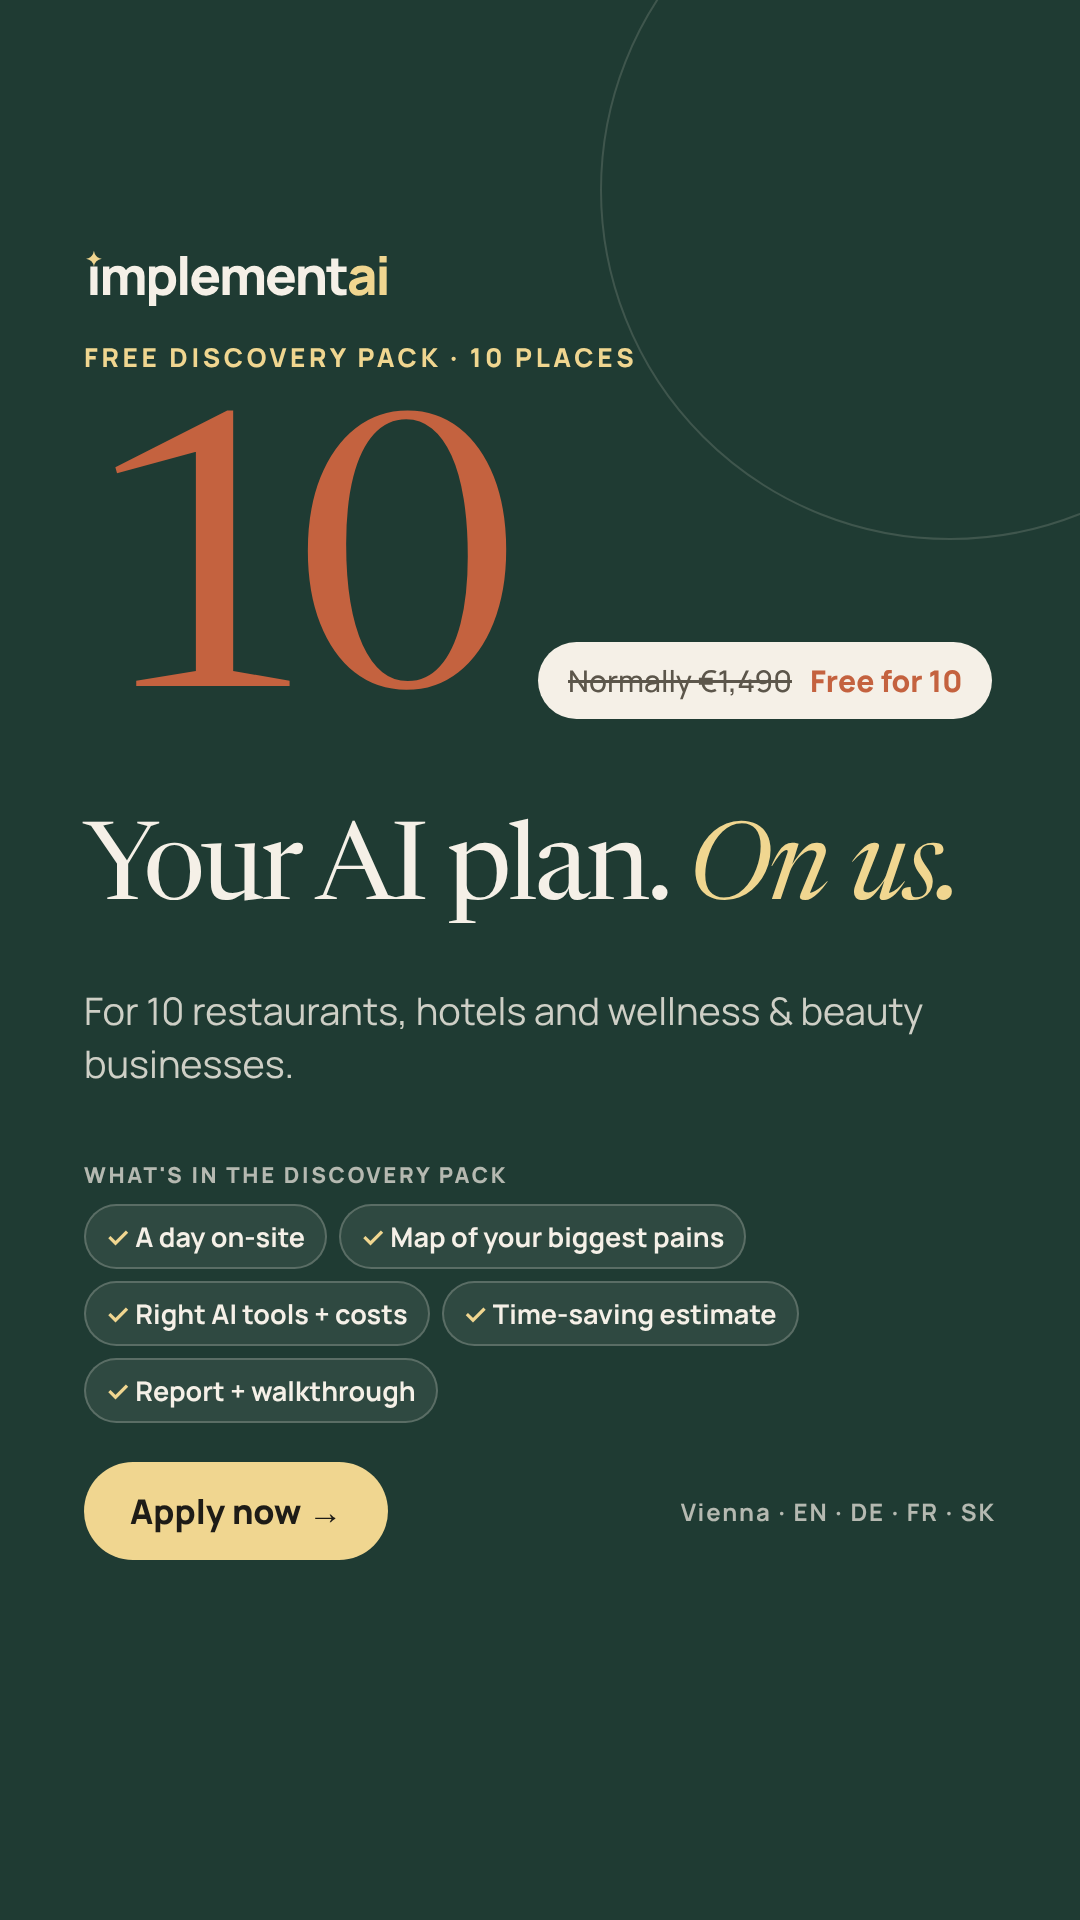 implementai
FREE DISCOVERY PACK · 10 PLACES
10
Normally €1,490 Free for 10
Your AI plan. On us.
For 10 restaurants, hotels and wellness & beauty
businesses.
WHAT'S IN THE DISCOVERY PACK
✓ A day on-site ✓ Map of your biggest pains
✓ Right AI tools + costs ✓ Time-saving estimate
✓ Report + walkthrough
Apply now →
Vienna · EN · DE · FR · SK